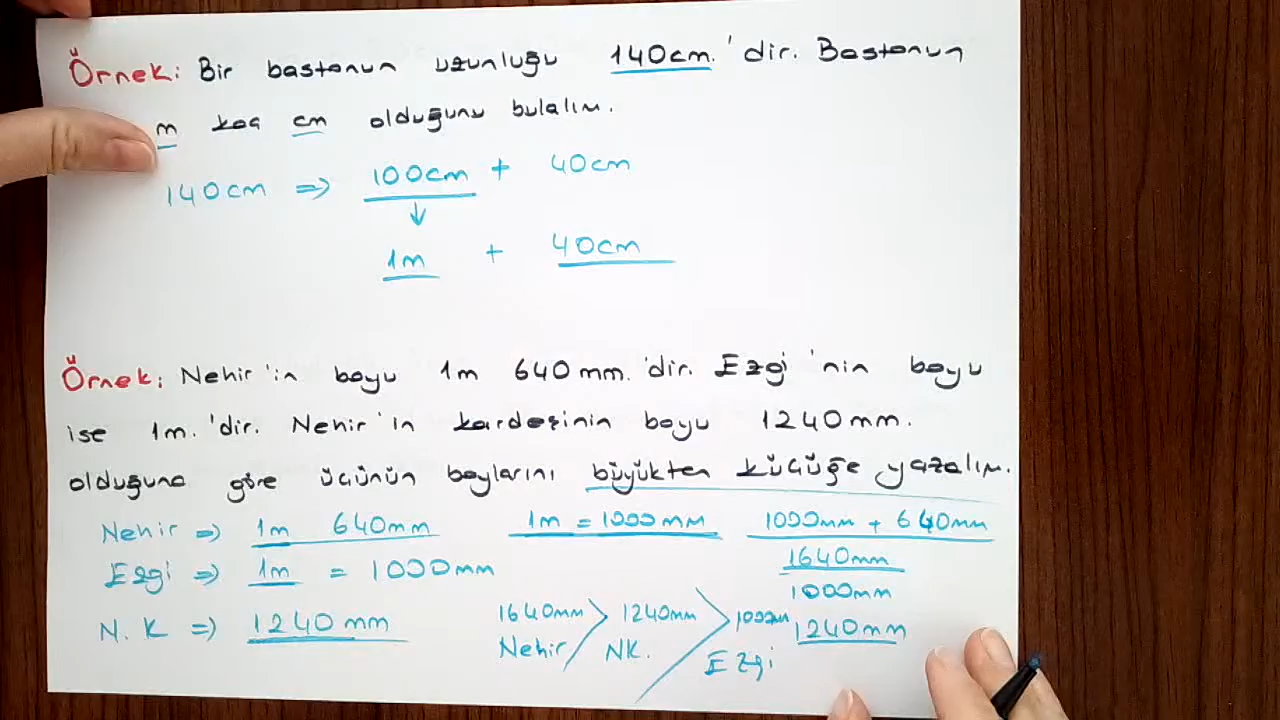 Örnek: Bir bastonun uzunluğu 140cm.'dir. Bastonun
m kaç cm olduğunu bulalım.
140cm ⇒ 100cm + 40cm
↓
1m + 40cm
Örnek: Nehir'in boyu 1m 640mm.'dir. Ezgi'nin boyu
ise 1m.'dir. Nehir'in kardeşinin boyu 1240mm.
olduğuna göre üçünün boylarını büyükten küçüğe yazalım.
Nehir ⇒ 1m 640mm 1m = 1000mm 1000mm + 640mm
1640mm
Ezgi ⇒ 1m = 1000mm 1000mm
N.K ⇒ 1240mm 1240mm
1640mm > 1240mm > 1000mm
Nehir NK. Ezgi